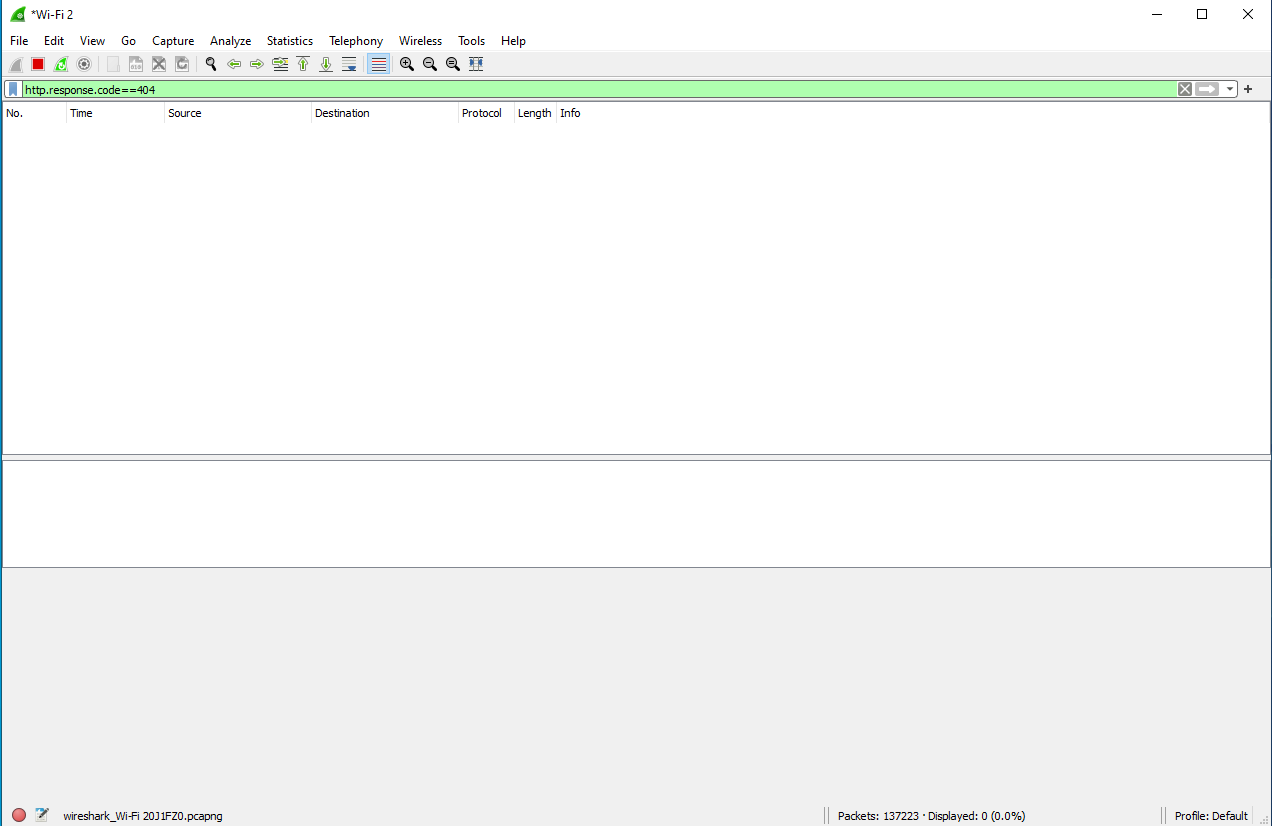 *Wi-Fi 2
File Edit View Go Capture Analyze Statistics Telephony Wireless Tools Help
http.response.code==404
No. Time Source Destination Protocol Length Info
wireshark_Wi-Fi 20J1FZ0.pcapng Packets: 137223 · Displayed: 0 (0.0%) Profile: Default